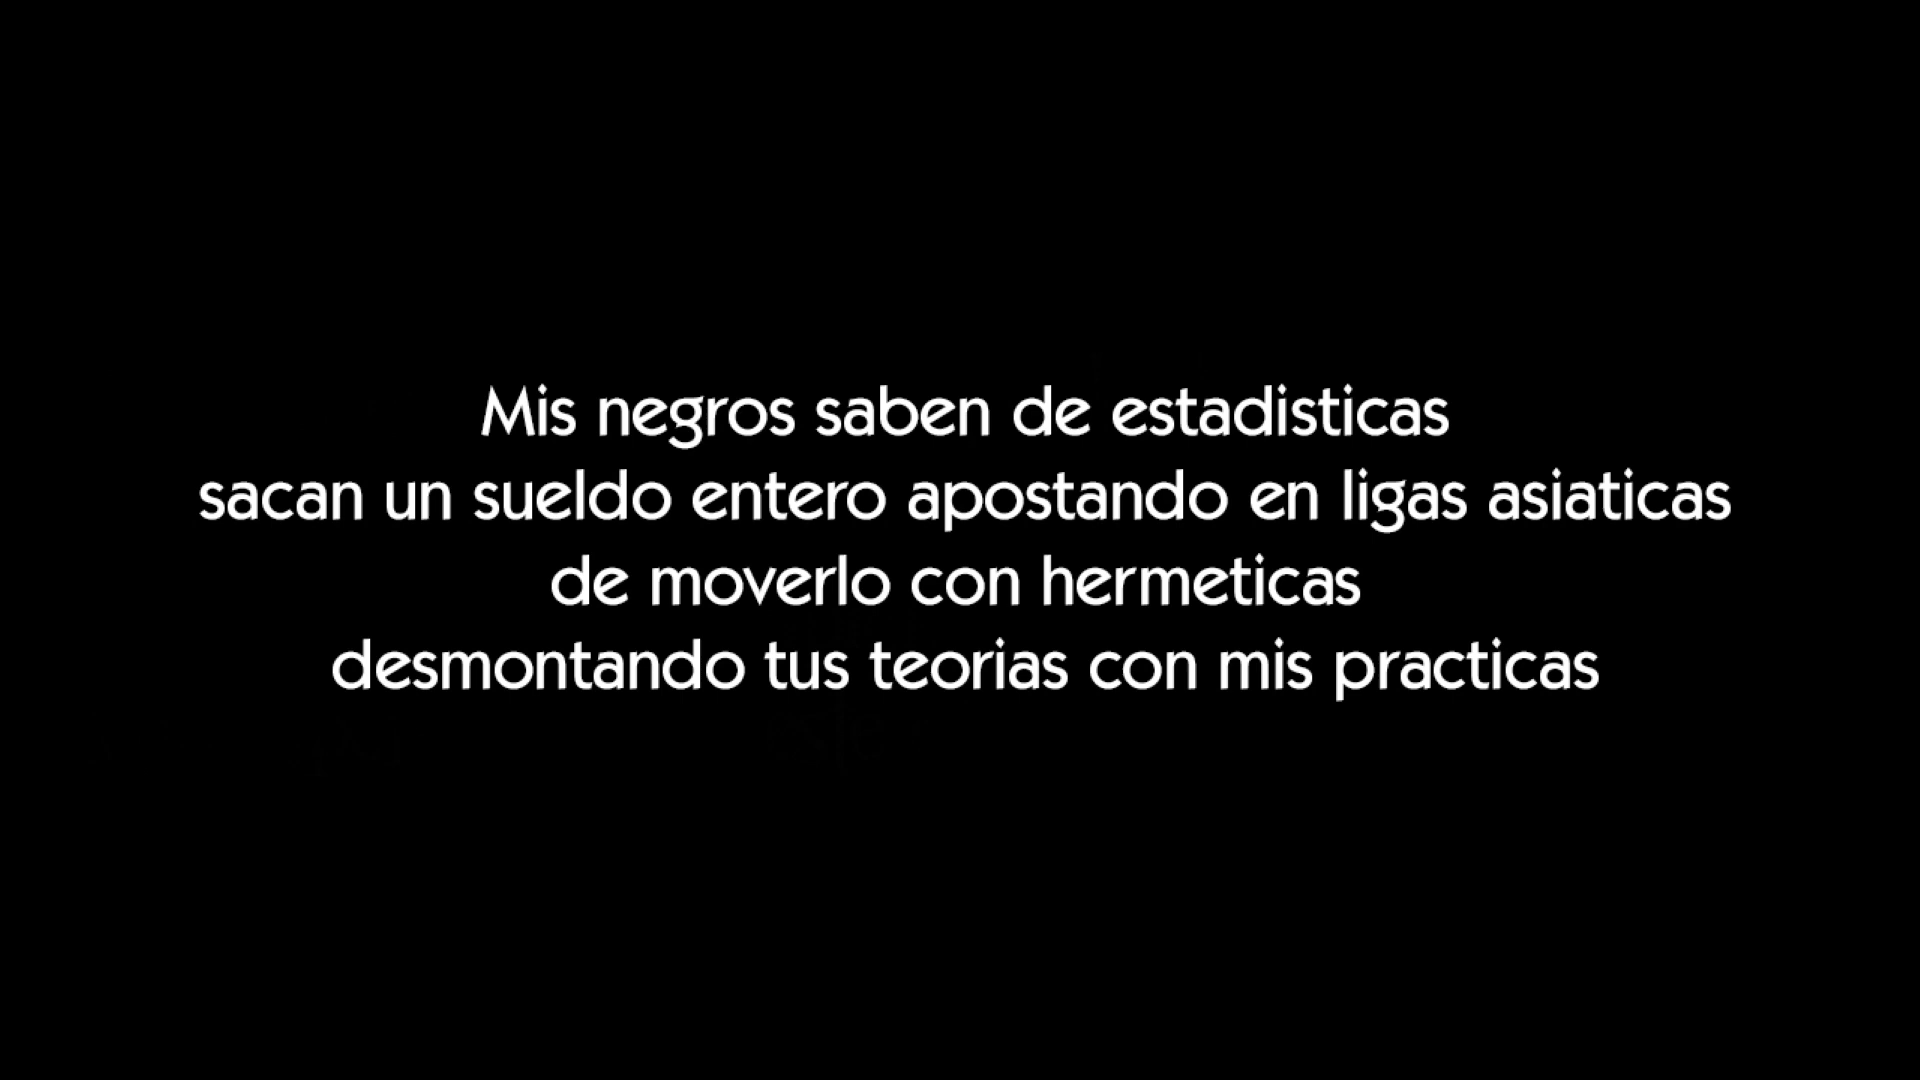 Mis negros saben de estadisticas
sacan un sueldo entero apostando en ligas asiaticas
de moverlo con hermeticas
desmontando tus teorias con mis practicas